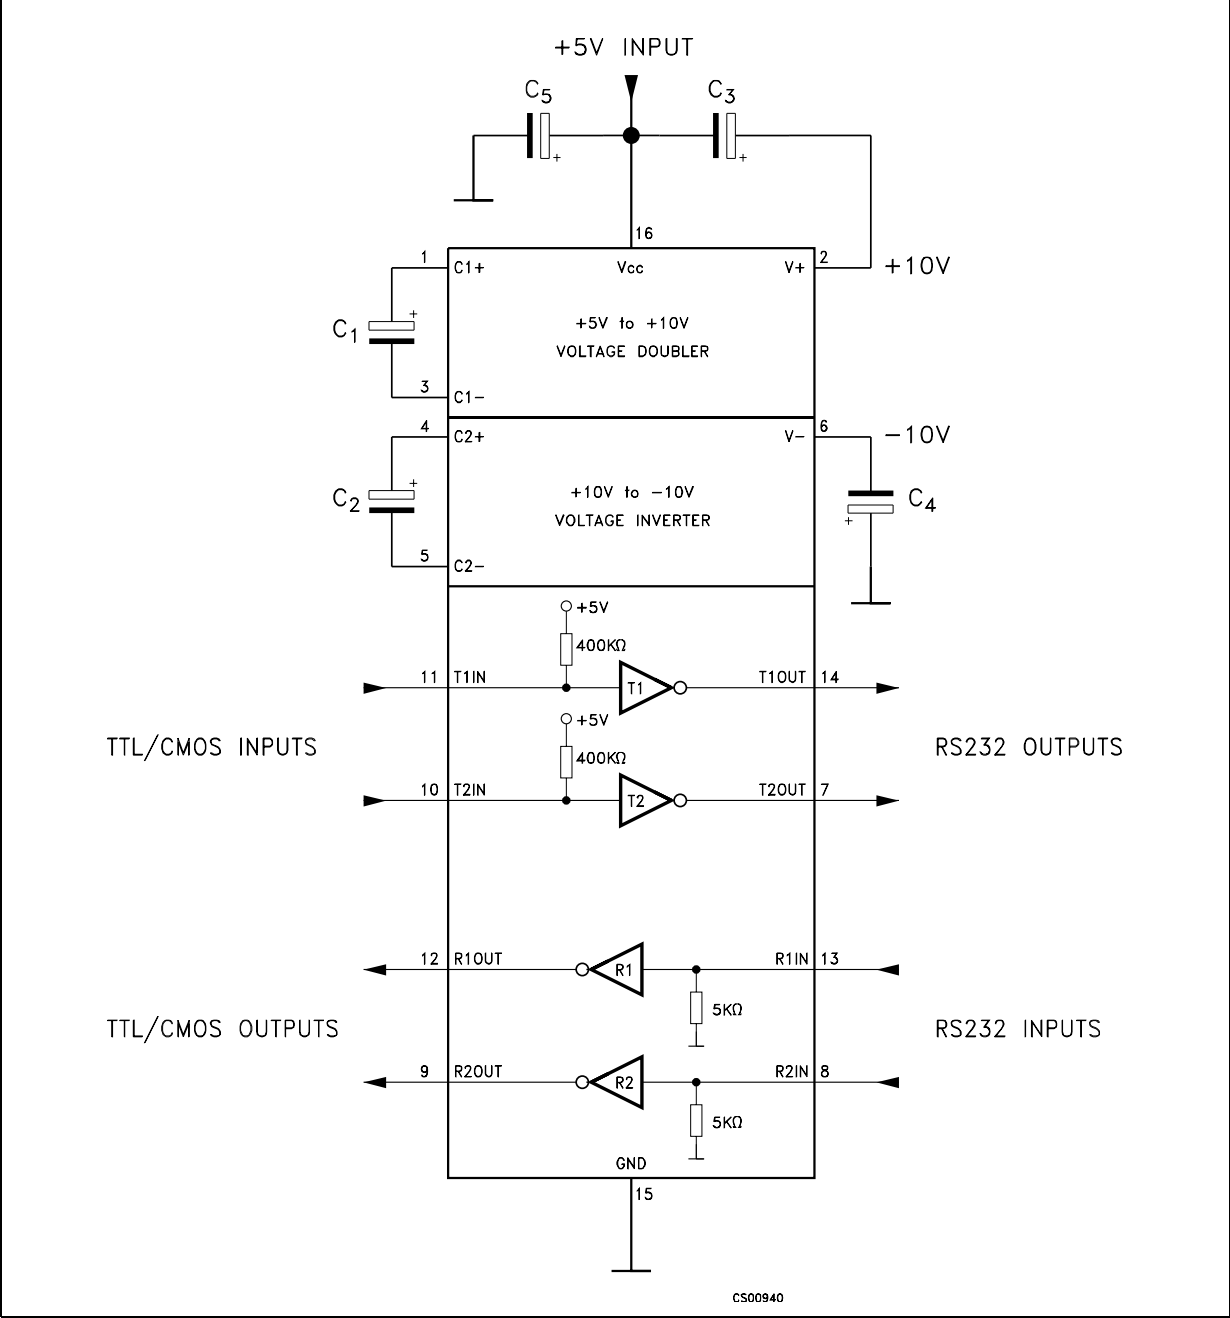 +5V INPUT
C5
C3
+
+
16
1
C1+
Vcc
V+
2
+10V
+
C1
+5V to +10V
VOLTAGE DOUBLER
3
C1-
4
C2+
V-
6
-10V
+
C2
+10V to -10V
VOLTAGE INVERTER
C4
+
5
C2-
+5V
400KΩ
11
T1IN
T1
T1OUT
14
+5V
TTL/CMOS INPUTS
RS232 OUTPUTS
400KΩ
10
T2IN
T2
T2OUT
7
12
R1OUT
R1
R1IN
13
5KΩ
TTL/CMOS OUTPUTS
RS232 INPUTS
9
R2OUT
R2
R2IN
8
5KΩ
GND
15
CS00940